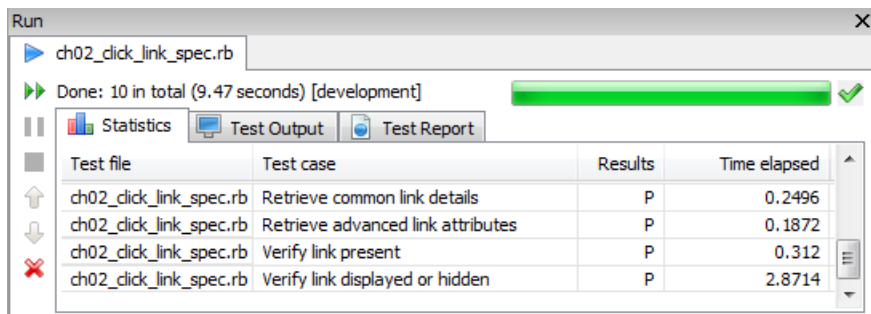 Run
ch02_click_link_spec.rb
Done: 10 in total (9.47 seconds) [development]
Statistics Test Output Test Report
Test file Test case Results Time elapsed
ch02_click_link_spec.rb Retrieve common link details P 0.2496
ch02_click_link_spec.rb Retrieve advanced link attributes P 0.1872
ch02_click_link_spec.rb Verify link present P 0.312
ch02_click_link_spec.rb Verify link displayed or hidden P 2.8714